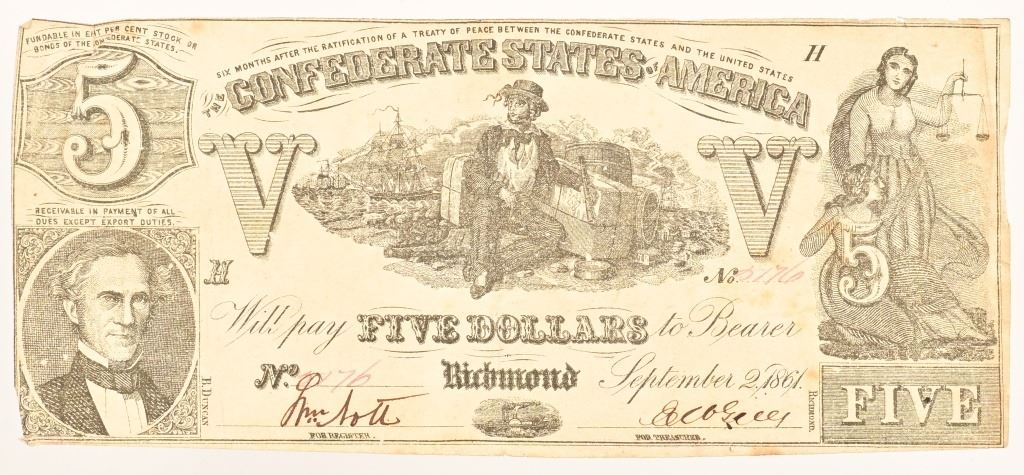 FUNDABLE IN EIGHT PER CENT STOCK OR
BONDS OF THE CONFEDERATE STATES.
5
RECEIVABLE IN PAYMENT OF ALL
DUES EXCEPT EXPORT DUTIES.
SIX MONTHS AFTER THE RATIFICATION OF A TREATY OF PEACE BETWEEN THE CONFEDERATE STATES AND THE UNITED STATES
THE CONFEDERATE STATES OF AMERICA
H
V V
H
No.
Will pay FIVE DOLLARS to Bearer
No.
Richmond September 2, 1861.
Wm
FOR REGISTER. FOR TREASURER.
B. DUNCAN
RICHMOND.
5
FIVE